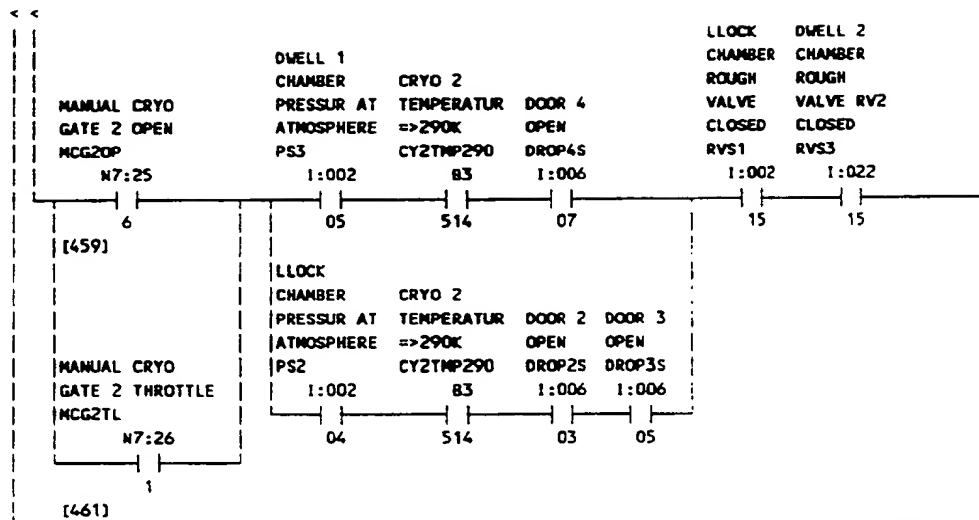 < <
LLOCK DWELL 2
DWELL 1 CHAMBER CHAMBER
CHAMBER CRYO 2 ROUGH ROUGH
MANUAL CRYO PRESSUR AT TEMPERATUR DOOR 4 VALVE VALVE RV2
GATE 2 OPEN ATMOSPHERE =>290K OPEN CLOSED CLOSED
MCG2OP PS3 CY2TMP290 DROP4S RVS1 RVS3
N7:25 I:002 B3 I:006 I:002 I:022
6 05 514 07 15 15
[459]
LLOCK
CHAMBER CRYO 2
PRESSUR AT TEMPERATUR DOOR 2 DOOR 3
ATMOSPHERE =>290K OPEN OPEN
MANUAL CRYO PS2 CY2TMP290 DROP2S DROP3S
GATE 2 THROTTLE I:002 B3 I:006 I:006
MCG2TL
N7:26 04 514 03 05
1
[461]